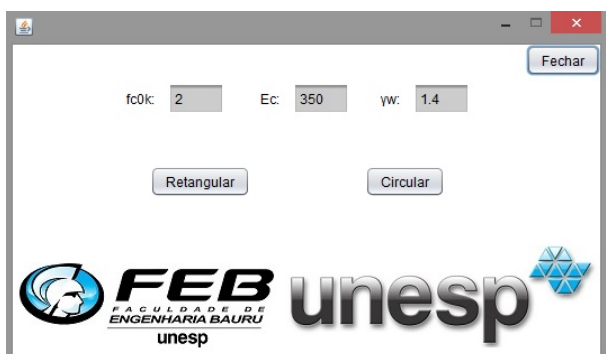 Fechar
fc0k: 2 Ec: 350 γw: 1.4
Retangular Circular
FEB
FACULDADE DE
ENGENHARIA BAURU
unesp
unesp